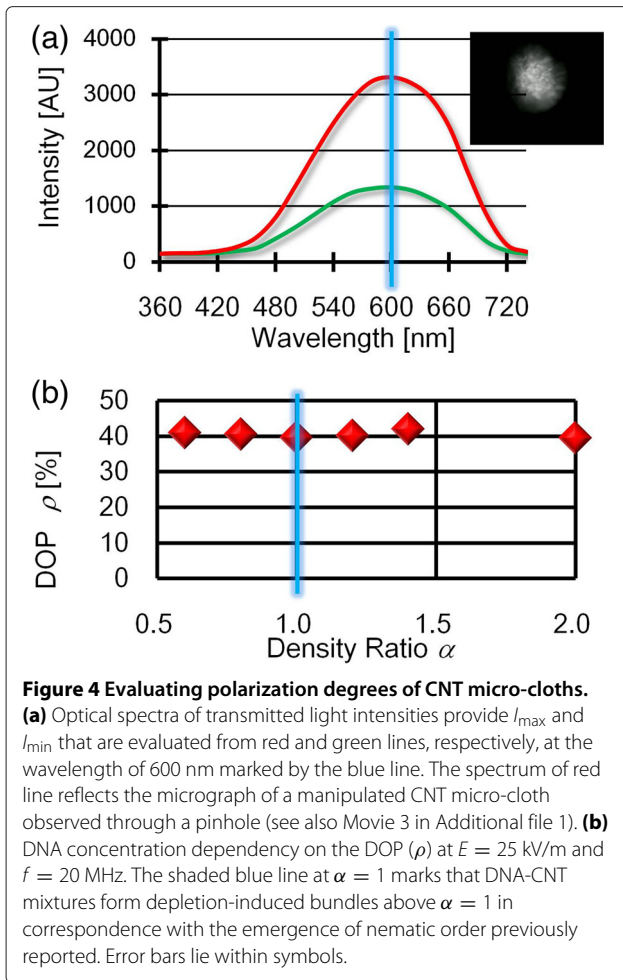 (a)
4000
3000
2000
1000
0
Intensity [AU]
360 420 480 540 600 660 720
Wavelength [nm]
(b)
50
40
30
20
10
0
DOP ρ [%]
0.5 1.0 1.5 2.0
Density Ratio α
Figure 4 Evaluating polarization degrees of CNT micro-cloths.
(a) Optical spectra of transmitted light intensities provide Imax and
Imin that are evaluated from red and green lines, respectively, at the
wavelength of 600 nm marked by the blue line. The spectrum of red
line reflects the micrograph of a manipulated CNT micro-cloth
observed through a pinhole (see also Movie 3 in Additional file 1). (b)
DNA concentration dependency on the DOP (ρ) at E = 25 kV/m and
f = 20 MHz. The shaded blue line at α = 1 marks that DNA-CNT
mixtures form depletion-induced bundles above α = 1 in
correspondence with the emergence of nematic order previously
reported. Error bars lie within symbols.